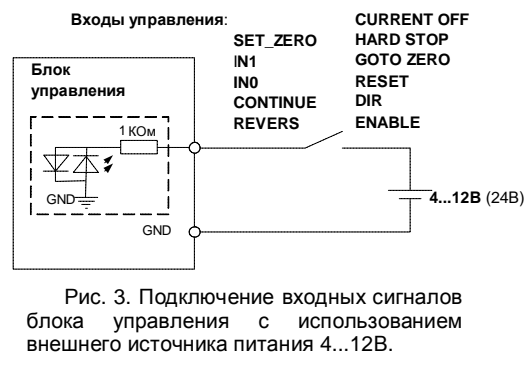 Входы управления:
SET_ZERO
IN1
IN0
CONTINUE
REVERS
CURRENT OFF
HARD STOP
GOTO ZERO
RESET
DIR
ENABLE
Блок
управления
1 КОм
GND
GND
4...12В (24В)
Рис. 3. Подключение входных сигналов
блока управления с использованием
внешнего источника питания 4...12В.